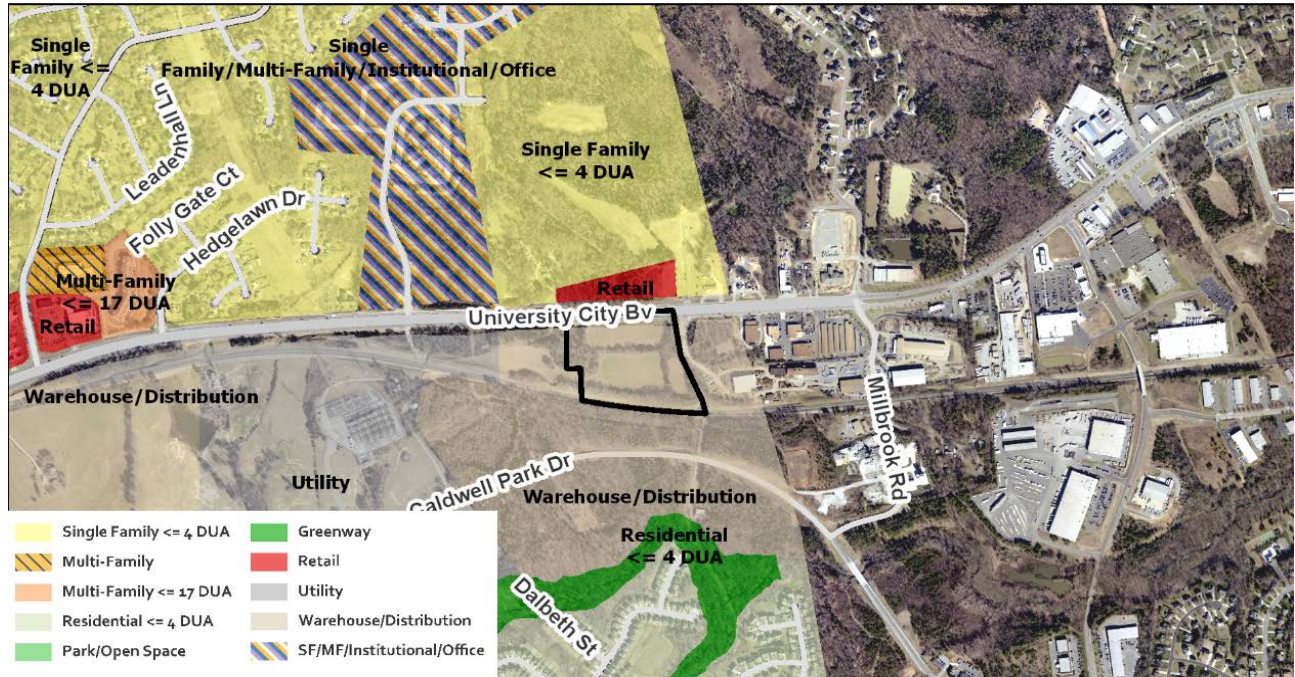 Single
Family <=
4 DUA
Single
Family/Multi-Family/Institutional/Office
Leadenhall Ln
Folly Gate Ct
Hedgelawn Dr
Single Family
<= 4 DUA
Multi-Family
<= 17 DUA
Retail
Retail
University City Bv
Warehouse/Distribution
Utility
Caldwell Park Dr
Warehouse/Distribution
Millbrook Rd
Residential
<= 4 DUA
Dalbeth St
Single Family <= 4 DUA
Multi-Family
Multi-Family <= 17 DUA
Residential <= 4 DUA
Park/Open Space
Greenway
Retail
Utility
Warehouse/Distribution
SF/MF/Institutional/Office